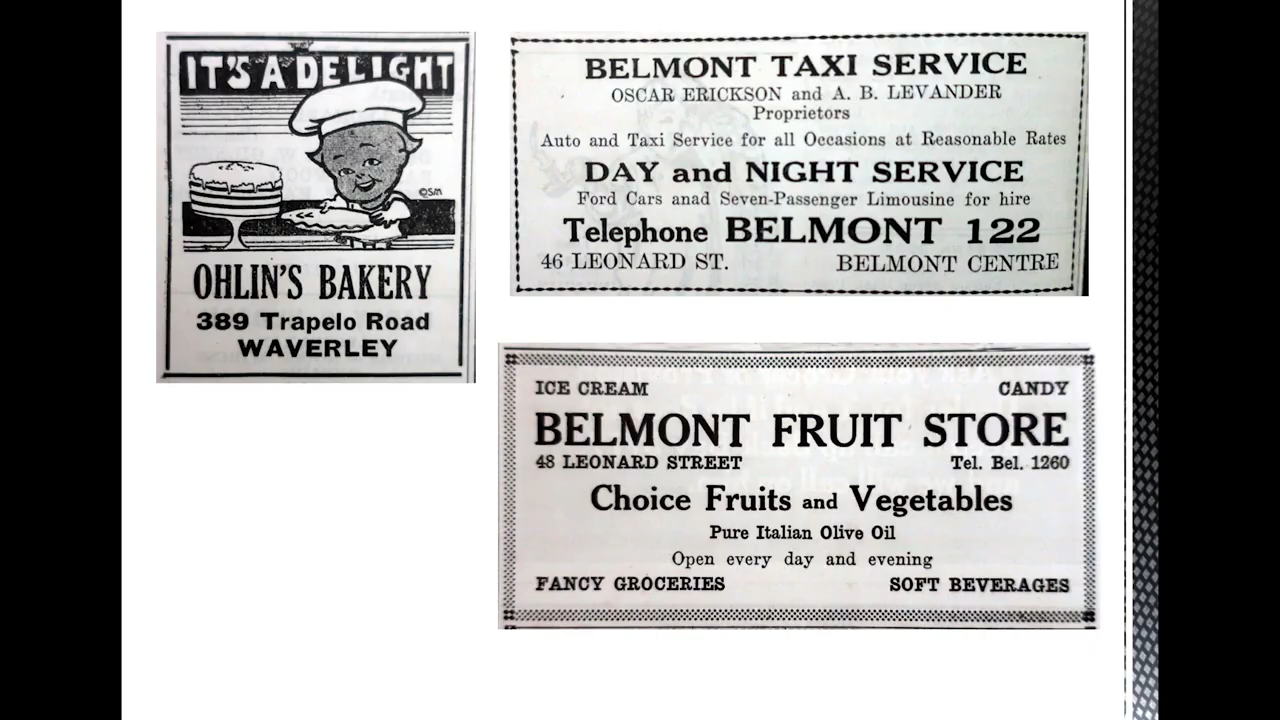 IT'S A DELIGHT
©SM
OHLIN'S BAKERY
389 Trapelo Road
WAVERLEY
BELMONT TAXI SERVICE
OSCAR ERICKSON and A. B. LEVANDER
Proprietors
Auto and Taxi Service for all Occasions at Reasonable Rates
DAY and NIGHT SERVICE
Ford Cars anad Seven-Passenger Limousine for hire
Telephone BELMONT 122
46 LEONARD ST. BELMONT CENTRE
ICE CREAM CANDY
BELMONT FRUIT STORE
48 LEONARD STREET Tel. Bel. 1260
Choice Fruits and Vegetables
Pure Italian Olive Oil
Open every day and evening
FANCY GROCERIES SOFT BEVERAGES